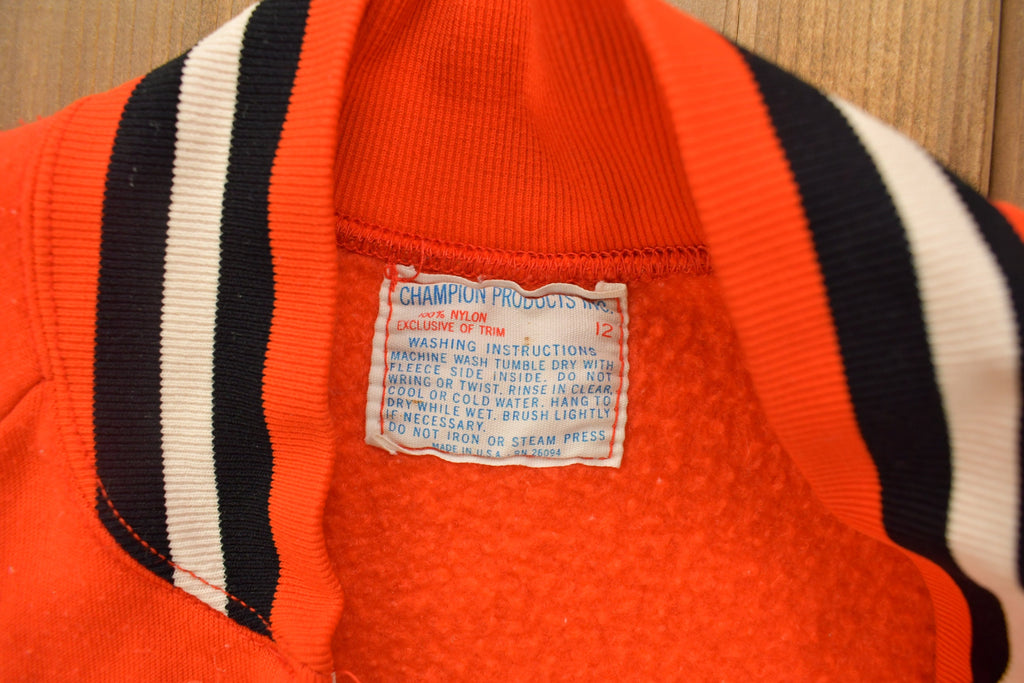 CHAMPION PRODUCTS INC.
100% NYLON
EXCLUSIVE OF TRIM 12
WASHING INSTRUCTIONS
MACHINE WASH TUMBLE DRY WITH
FLEECE SIDE INSIDE. DO NOT
WRING OR TWIST. RINSE IN CLEAR,
COOL OR COLD WATER. HANG TO
DRY WHILE WET. BRUSH LIGHTLY
IF NECESSARY.
DO NOT IRON OR STEAM PRESS
MADE IN U.S.A. - RN 26094